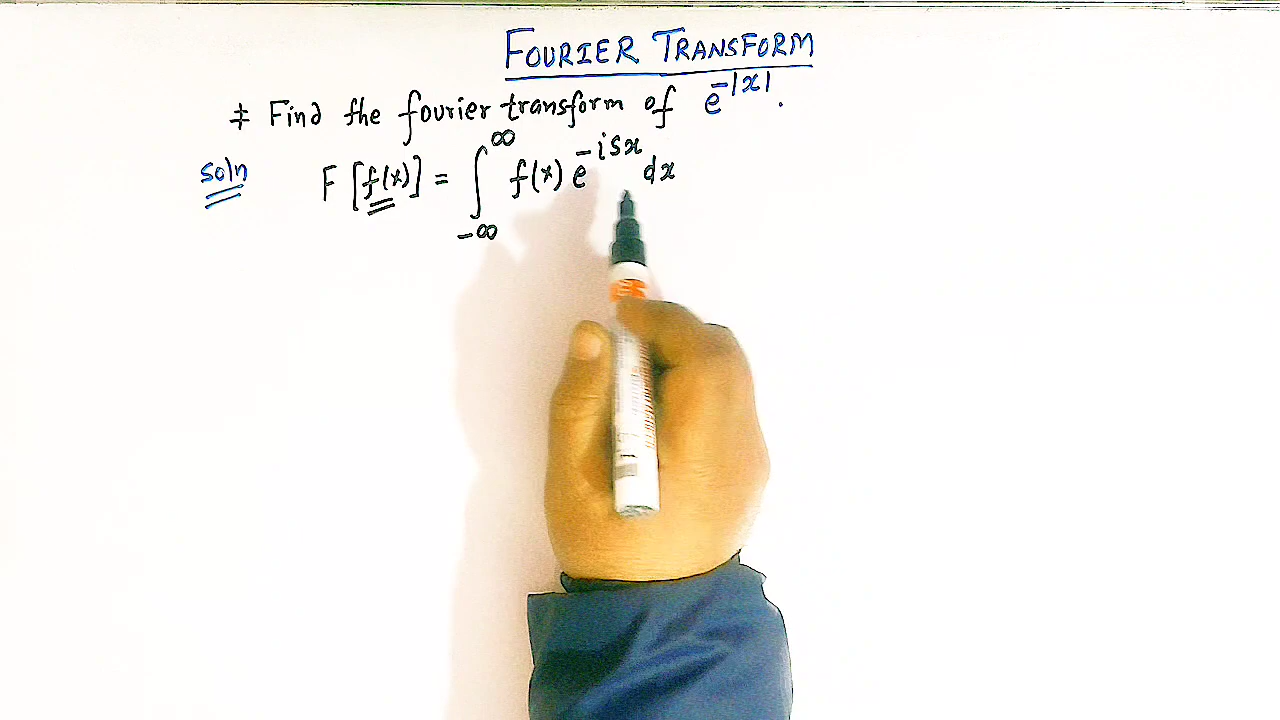 FOURIER TRANSFORM
# Find the fourier transform of e^{-|x|}.
Soln F [f(x)] = ∫_{-∞}^{∞} f(x) e^{-isx} dx